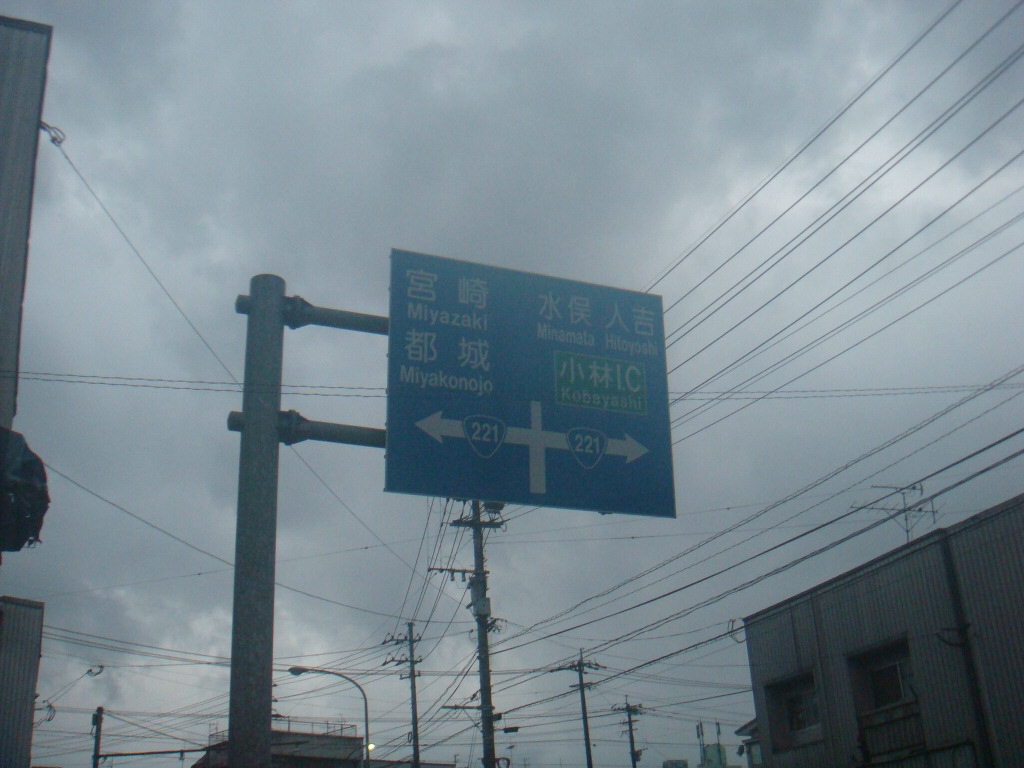 宮崎
Miyazaki
都城
Miyakonojo
水俣 人吉
Minamata Hitoyoshi
小林IC
Kobayashi
221
221